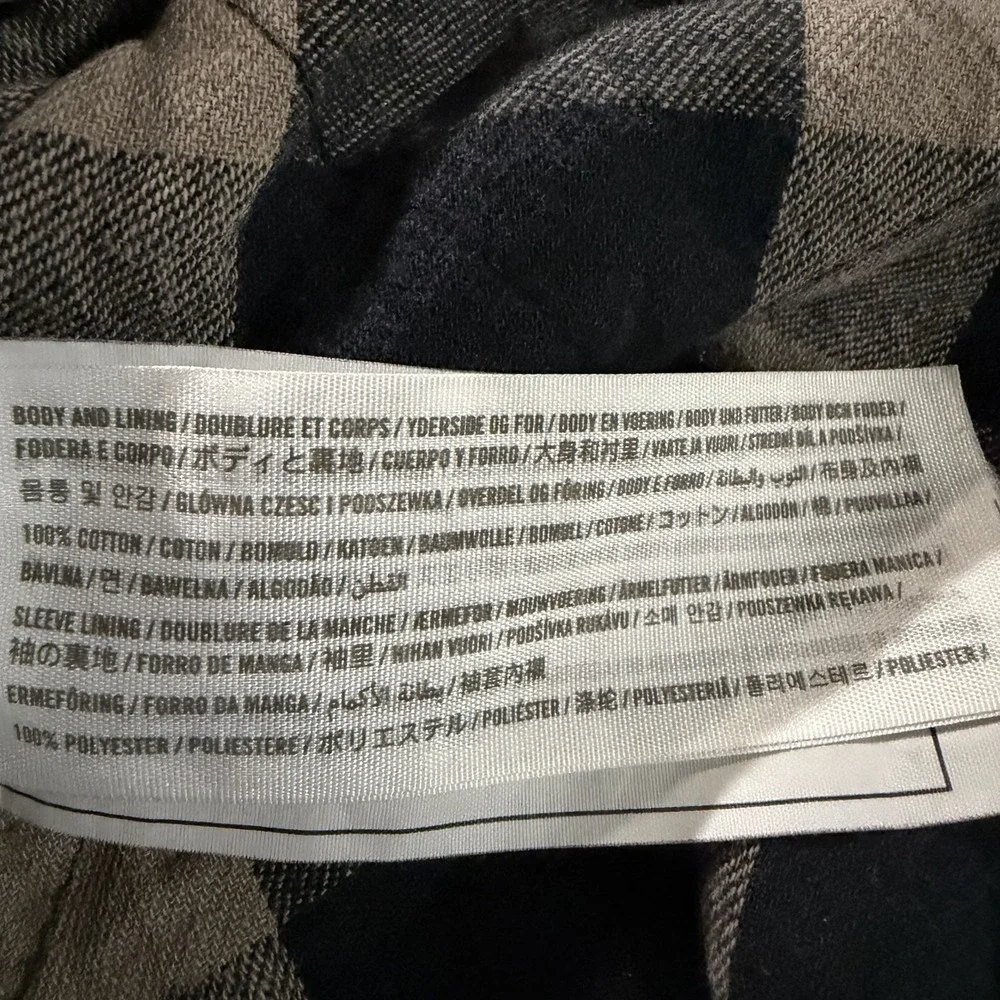 BODY AND LINING / DOUBLURE ET CORPS / YDERSIDE OG FOR / BODY EN VOERING / BODY UND FUTTER / BODY OCH FODER /
FODERA E CORPO / ボディと裏地 / CUERPO Y FORRO / 大身和衬里 / VAATE JA VUORI / STREDNÍ DÍL A PODŠÍVKA /
몸통 및 안감 / GLÓWNA CZESC I PODSZEWKA / OVERDEL OG FÔRING / BODY E FORRO / الثوب والبطانة / 布身及內襯
100% COTTON / COTON / BOMULD / KATOEN / BAUMWOLLE / BOMULL / COTONE / コットン / ALGODÓN / 棉 / PUUVILLAA /
BAVLNA / 면 / BAWEŁNA / ALGODÃO / القطن
SLEEVE LINING / DOUBLURE DE LA MANCHE / ÆRMEFOR / MOUWVOERING / ÄRMELFUTTER / ÄRMFODER / FODERA MANICA /
袖の裏地 / FORRO DE MANGA / 袖里 / HIHAN VUORI / PODŠÍVKA RUKÁVU / 소매 안감 / PODSZEWKA RĘKAWA /
ERMEFÔRING / FORRO DA MANGA / بطانة الأكمام / 袖套內襯
100% POLYESTER / POLIESTERE / ポリエステル / POLIÉSTER / 涤纶 / POLYESTERIÄ / 폴리에스테르 / POLIESTER /